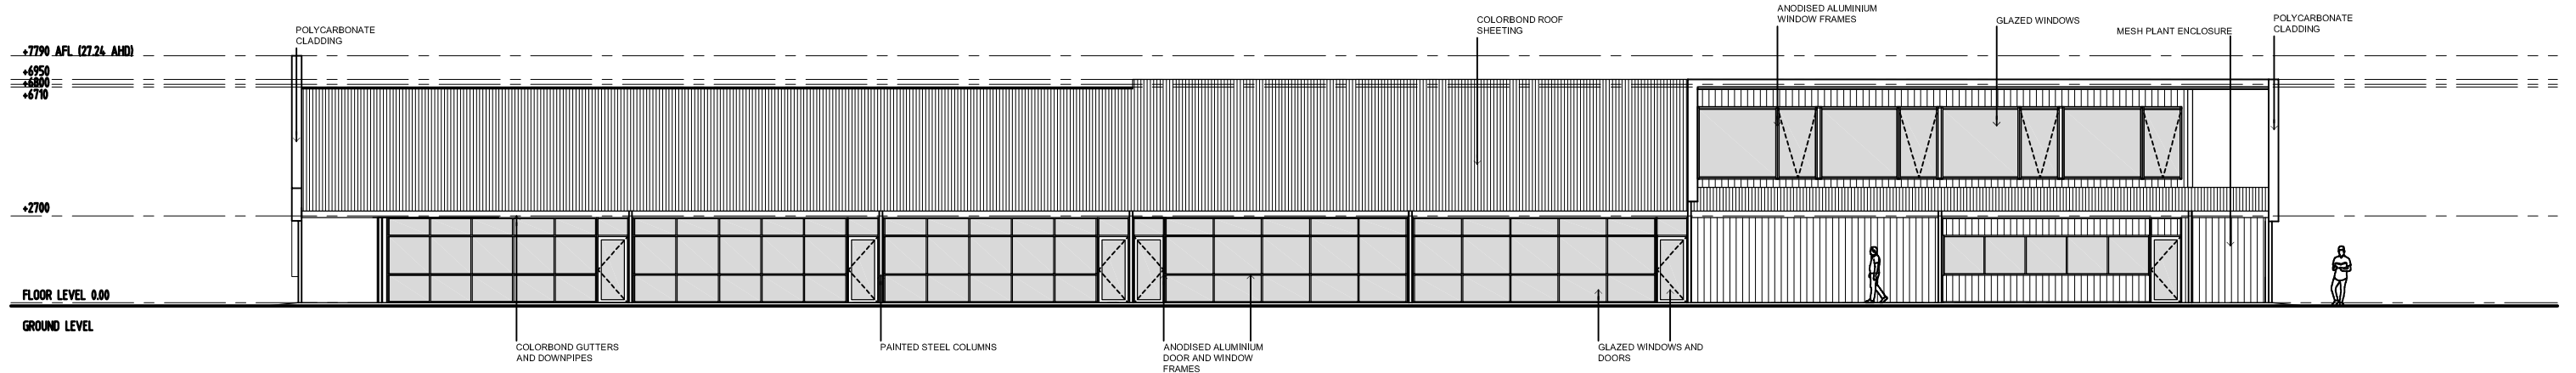 POLYCARBONATE
CLADDING
COLORBOND ROOF
SHEETING
ANODISED ALUMINIUM
WINDOW FRAMES
GLAZED WINDOWS
MESH PLANT ENCLOSURE
POLYCARBONATE
CLADDING
+7790 AFL (27.24 AHD)
+6950
+6800
+6710
+2700
FLOOR LEVEL 0.00
GROUND LEVEL
COLORBOND GUTTERS
AND DOWNPIPES
PAINTED STEEL COLUMNS
ANODISED ALUMINIUM
DOOR AND WINDOW
FRAMES
GLAZED WINDOWS AND
DOORS